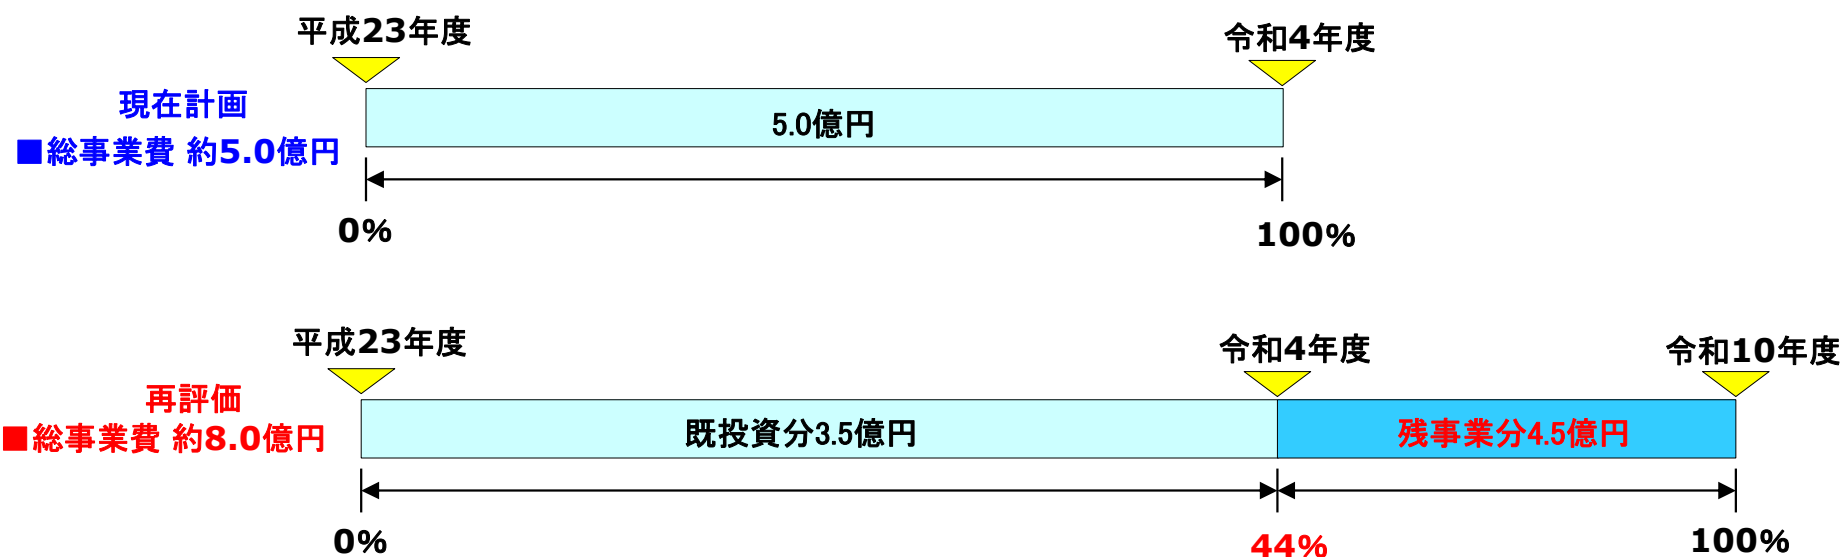 平成23年度
令和4年度
現在計画
■総事業費 約5.0億円
5.0億円
0%
100%
平成23年度
令和4年度
令和10年度
再評価
■総事業費 約8.0億円
既投資分3.5億円
残事業分4.5億円
0%
44%
100%